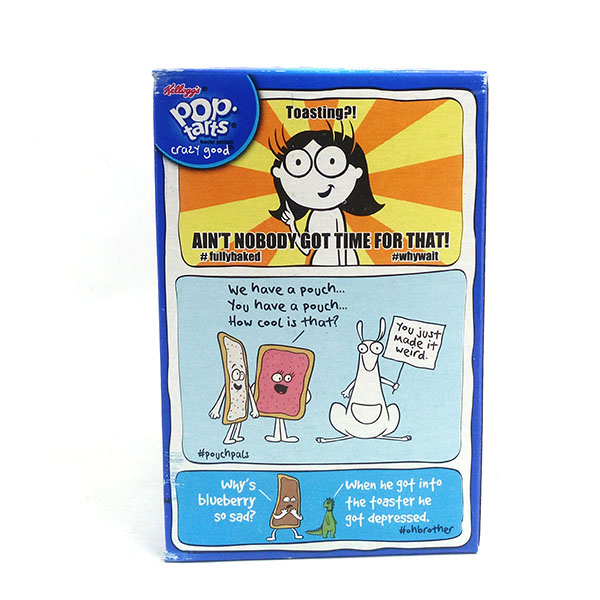 Kellogg's
pop.
tarts
crazy good
Toasting?!
AIN'T NOBODY GOT TIME FOR THAT!
# fullybaked
#whywait
We have a pouch...
You have a pouch...
How cool is that?
You just
made it
weird.
#pouchpals
Why's
blueberry
so sad?
When he got into
the toaster he
got depressed.
#ohbrother